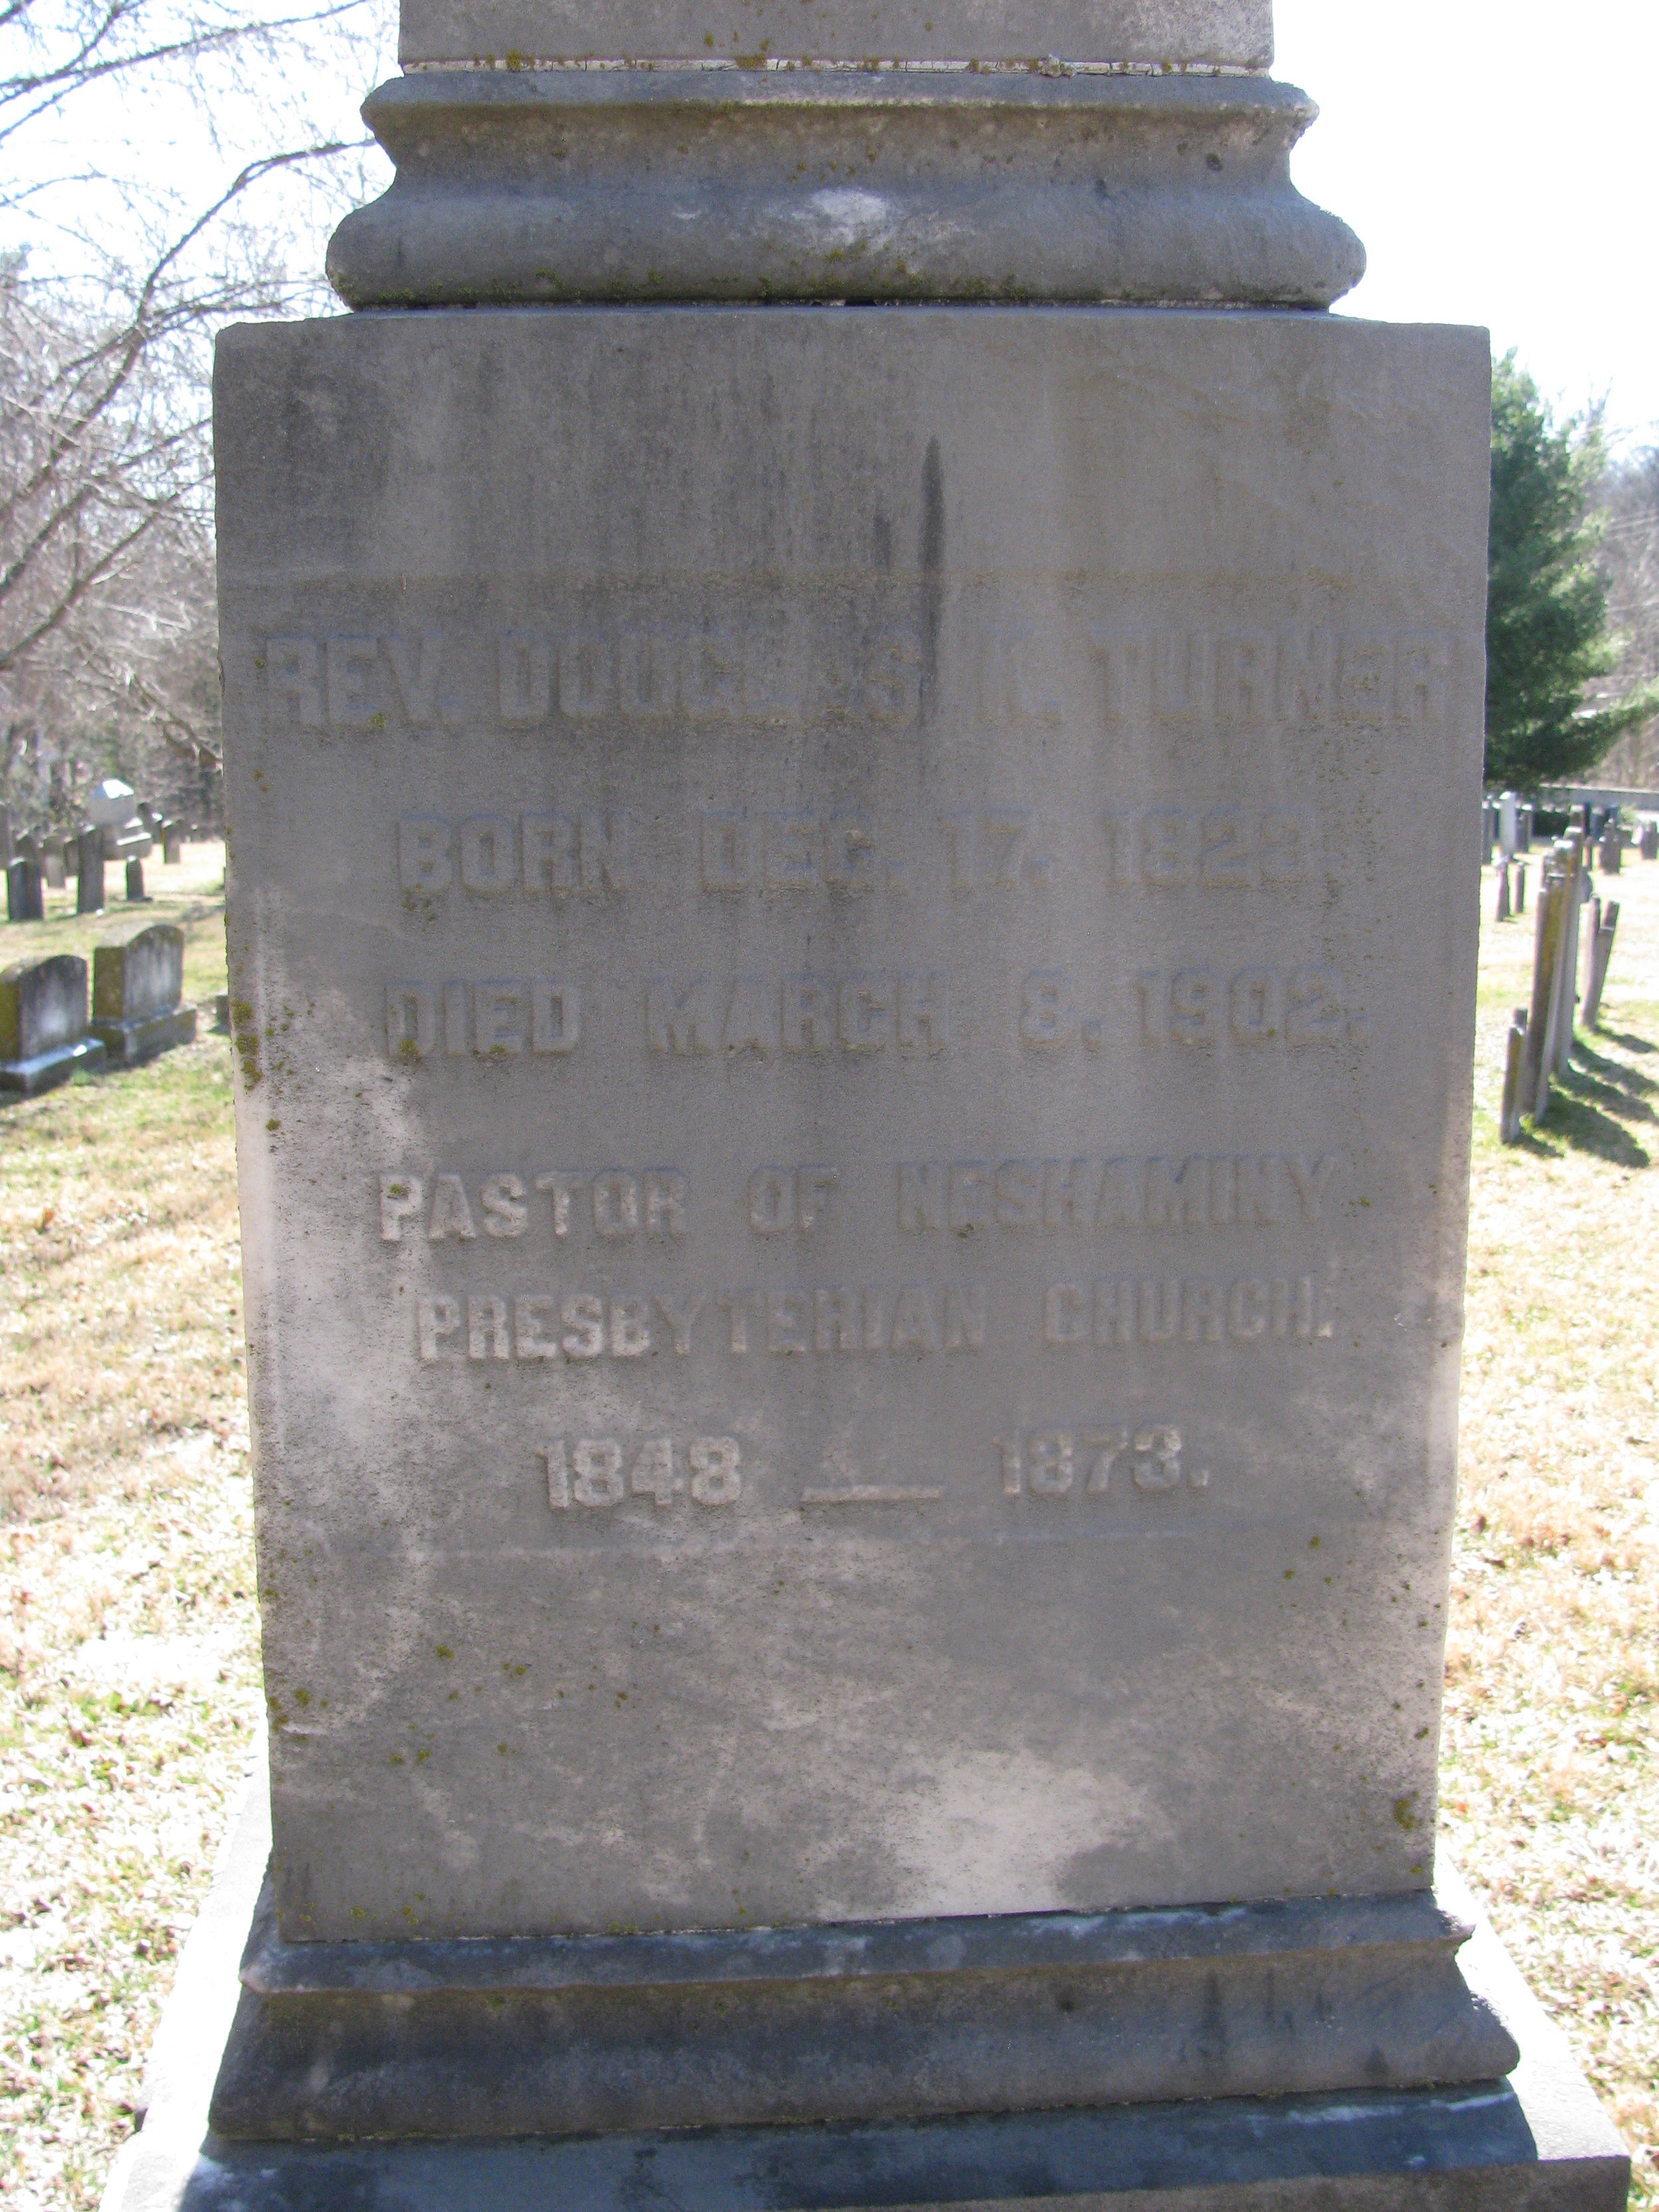 REV. DOUGLAS K. TURNER
BORN DEC. 17. 1823.
DIED MARCH 8. 1902.
PASTOR OF NESHAMINY
PRESBYTERIAN CHURCH.
1848 — 1873.